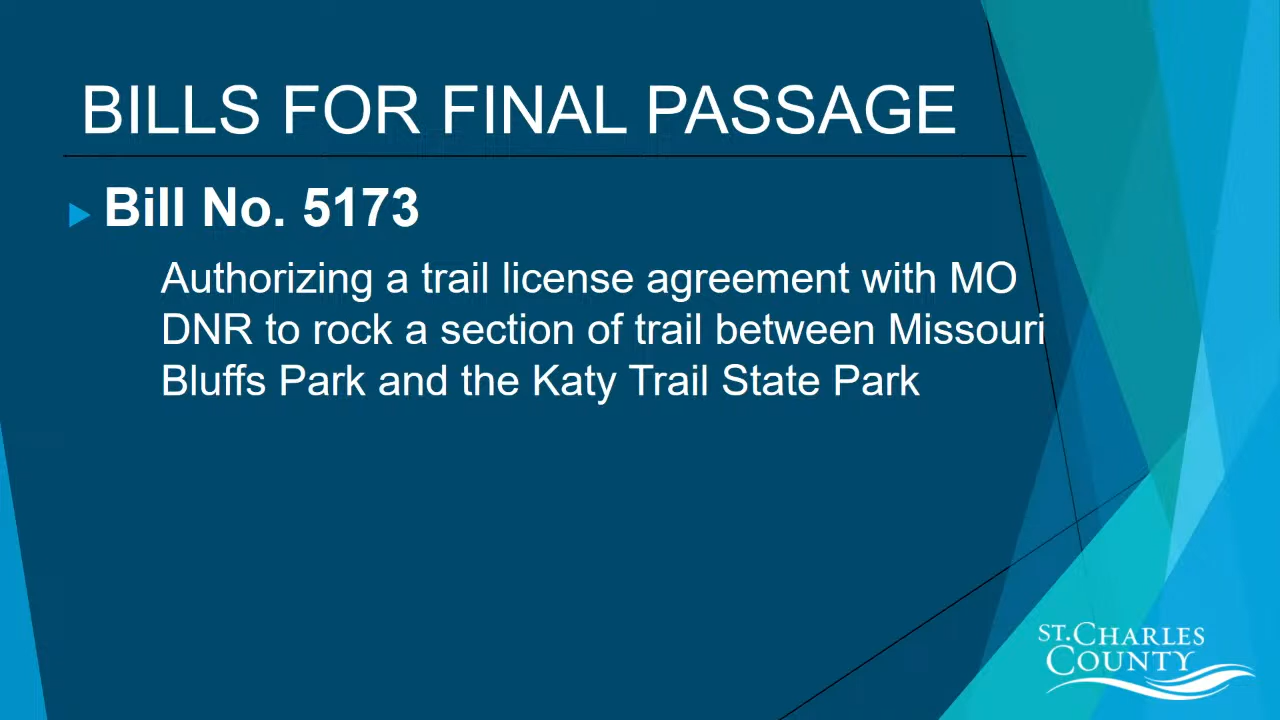 BILLS FOR FINAL PASSAGE
Bill No. 5173
Authorizing a trail license agreement with MO
DNR to rock a section of trail between Missouri
Bluffs Park and the Katy Trail State Park
ST. CHARLES
COUNTY